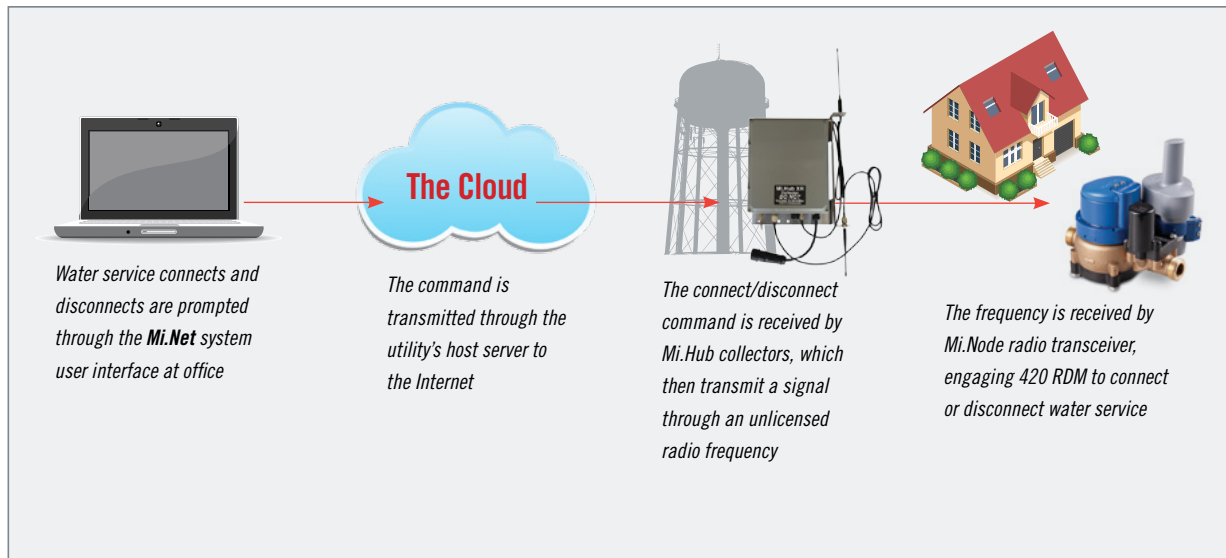 The Cloud
Water service connects and
disconnects are prompted
through the Mi.Net system
user interface at office
The command is
transmitted through the
utility's host server to
the Internet
Mi.Hub
The connect/disconnect
command is received by
Mi.Hub collectors, which
then transmit a signal
through an unlicensed
radio frequency
The frequency is received by
Mi.Node radio transceiver,
engaging 420 RDM to connect
or disconnect water service